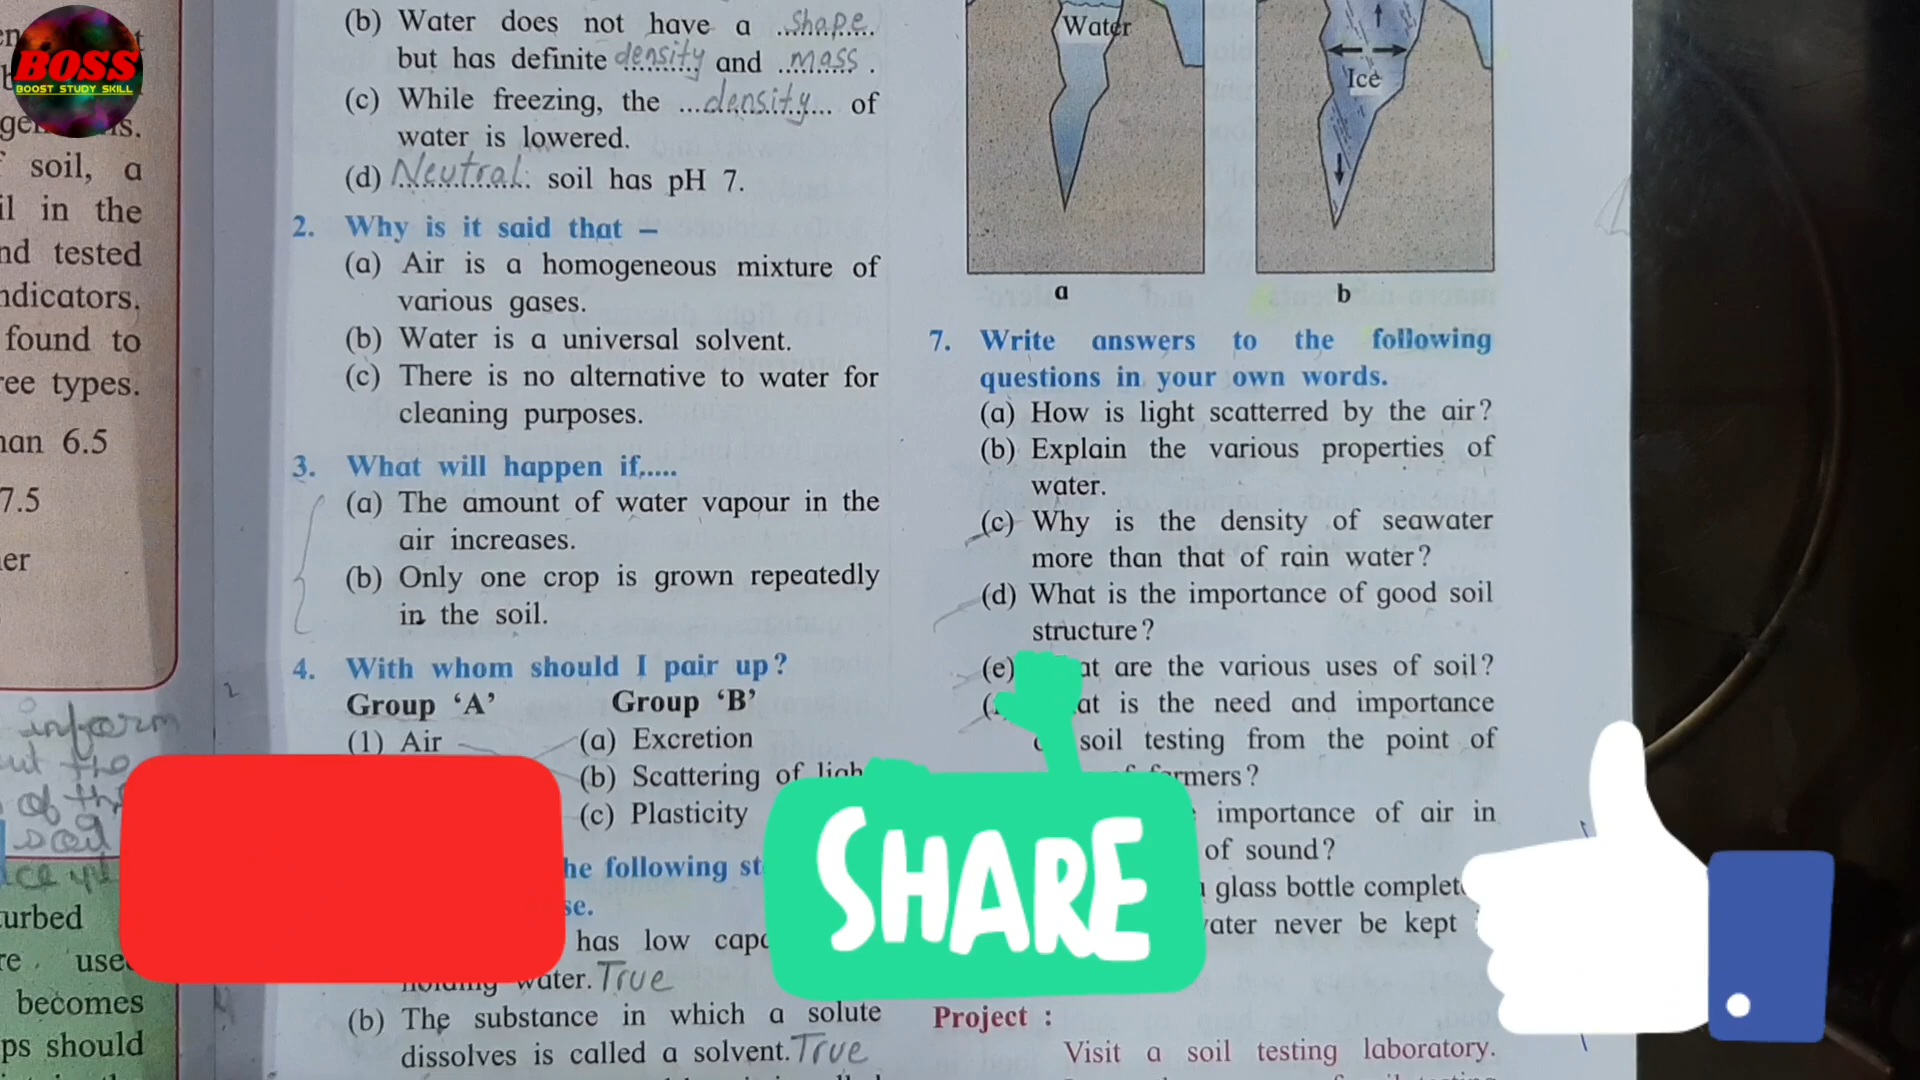 BOSS
BOOST STUDY SKILL
soil, a
in the
tested
found to
types.
6.5
7.5
inform
the
of
soil
becomes
should
(b) Water does not have a ..shape..
but has definite density and ..mass.. .
(c) While freezing, the ...density... of
water is lowered.
(d) Neutral soil has pH 7.
2. Why is it said that –
(a) Air is a homogeneous mixture of
various gases.
(b) Water is a universal solvent.
(c) There is no alternative to water for
cleaning purposes.
3. What will happen if.....
(a) The amount of water vapour in the
air increases.
(b) Only one crop is grown repeatedly
in the soil.
4. With whom should I pair up?
Group ‘A’ Group ‘B’
(1) Air (a) Excretion
(b) Scattering of
(c) Plasticity
following
has low
water. True
(b) The substance in which a solute
dissolves is called a solvent. True
Water
Ice
a b
7. Write answers to the following
questions in your own words.
(a) How is light scatterred by the air?
(b) Explain the various properties of
water.
(c) Why is the density of seawater
more than that of rain water?
(d) What is the importance of good soil
structure?
(e) are the various uses of soil?
is the need and importance
soil testing from the point of
importance of air in
of sound?
glass bottle
never be kept
Project :
Visit a soil testing laboratory.
SHARE